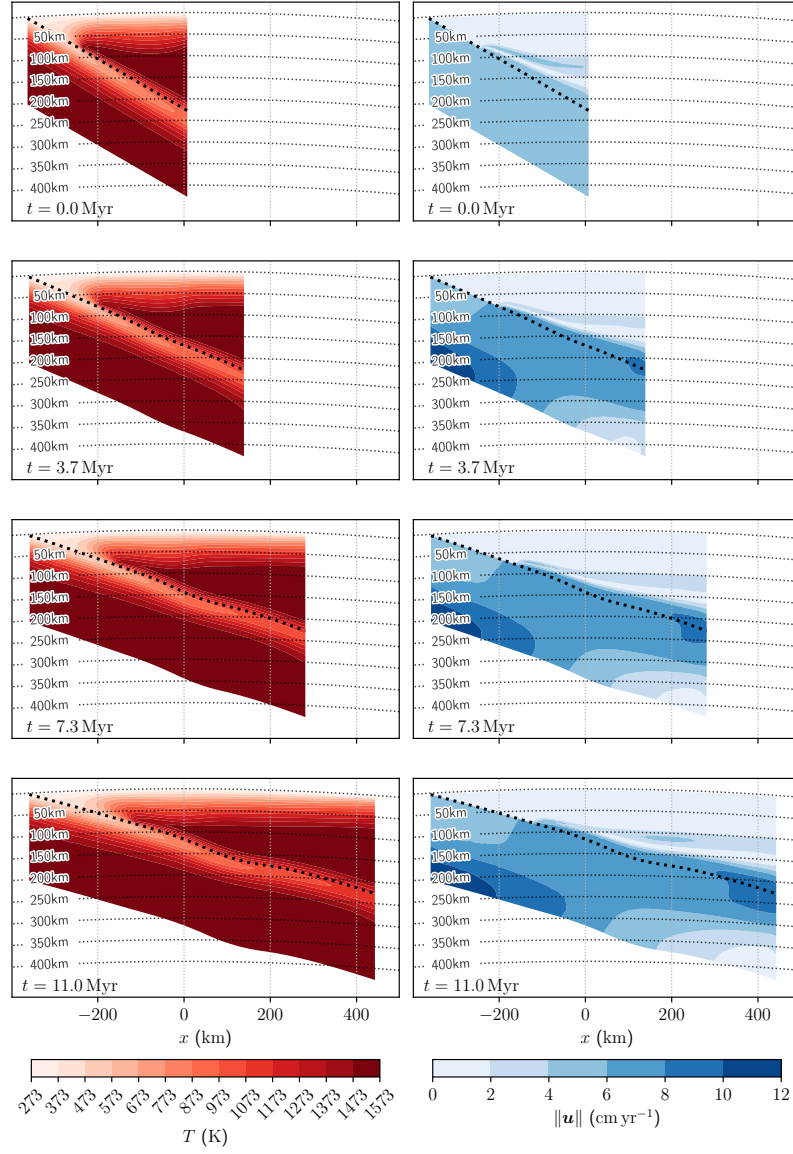 50km
100km
150km
200km
250km
300km
350km
400km
t = 0.0 Myr
50km
100km
150km
200km
250km
300km
350km
400km
t = 0.0 Myr
50km
100km
150km
200km
250km
300km
350km
400km
t = 3.7 Myr
50km
100km
150km
200km
250km
300km
350km
400km
t = 3.7 Myr
50km
100km
150km
200km
250km
300km
350km
400km
t = 7.3 Myr
50km
100km
150km
200km
250km
300km
350km
400km
t = 7.3 Myr
50km
100km
150km
200km
250km
300km
350km
400km
t = 11.0 Myr
−200 0 200 400
x (km)
50km
100km
150km
200km
250km
300km
350km
400km
t = 11.0 Myr
−200 0 200 400
x (km)
273 373 473 573 673 773 873 973 1073 1173 1273 1373 1473 1573
T (K)
0 2 4 6 8 10 12
‖u‖ (cm yr⁻¹)